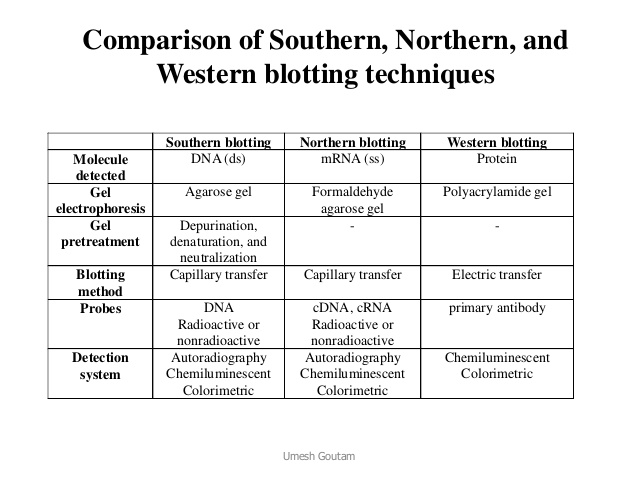 Comparison of Southern, Northern, and
Western blotting techniques
Southern blotting Northern blotting Western blotting
Molecule detected DNA (ds) mRNA (ss) Protein
Gel electrophoresis Agarose gel Formaldehyde agarose gel Polyacrylamide gel
Gel pretreatment Depurination, denaturation, and neutralization - -
Blotting method Capillary transfer Capillary transfer Electric transfer
Probes DNA Radioactive or nonradioactive cDNA, cRNA Radioactive or nonradioactive primary antibody
Detection system Autoradiography Chemiluminescent Colorimetric Autoradiography Chemiluminescent Colorimetric Chemiluminescent Colorimetric
Umesh Goutam